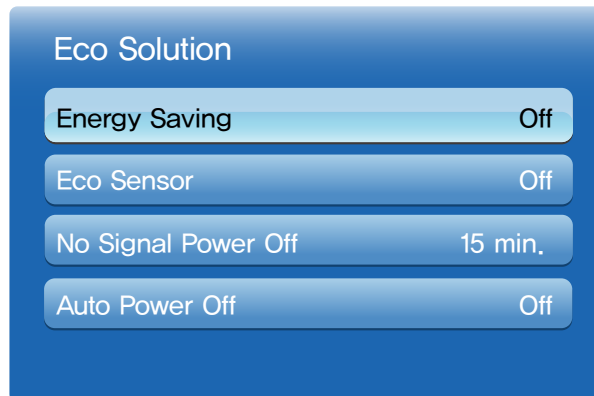 Eco Solution
Energy Saving Off
Eco Sensor Off
No Signal Power Off 15 min.
Auto Power Off Off